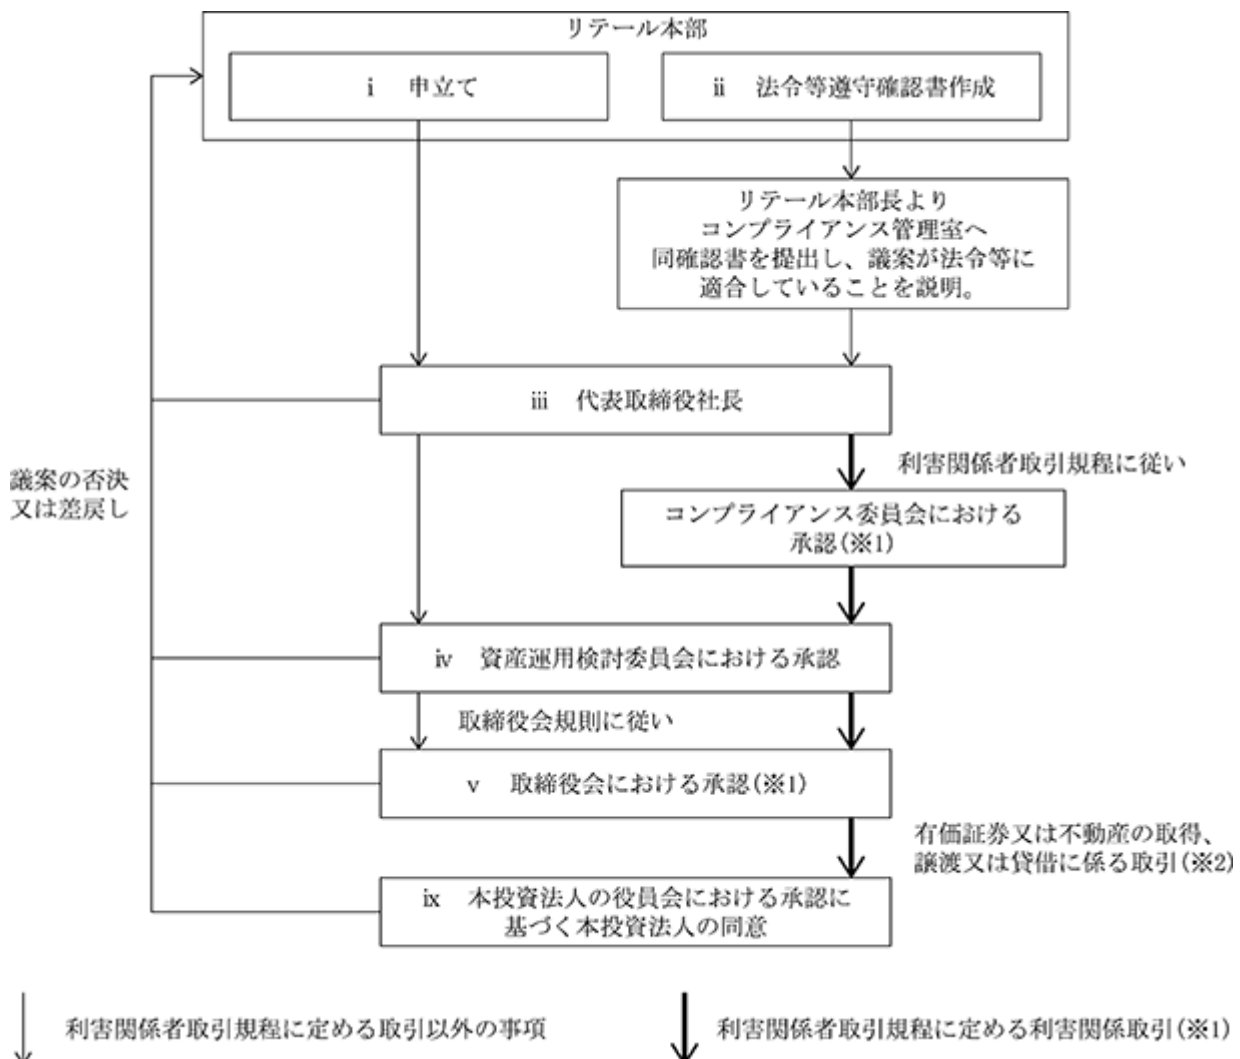 リテール本部
ⅰ 申立て
ⅱ 法令等遵守確認書作成
リテール本部長より
コンプライアンス管理室へ
同確認書を提出し、議案が法令等に
適合していることを説明。
ⅲ 代表取締役社長
利害関係者取引規程に従い
議案の否決
又は差戻し
コンプライアンス委員会における
承認(※1)
ⅳ 資産運用検討委員会における承認
取締役会規則に従い
ⅴ 取締役会における承認(※1)
有価証券又は不動産の取得、
譲渡又は貸借に係る取引(※2)
ⅸ 本投資法人の役員会における承認に
基づく本投資法人の同意
利害関係者取引規程に定める取引以外の事項
利害関係者取引規程に定める利害関係取引(※1)